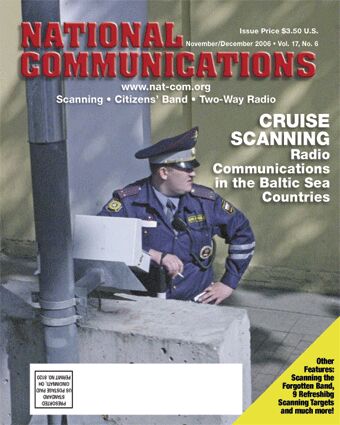 Issue Price $3.50 U.S.
NATIONAL
November/December 2006 • Vol. 17, No. 6
COMMUNICATIONS
www.nat-com.org
Scanning • Citizens' Band • Two-Way Radio
CRUISE
SCANNING
Radio
Communications
in the Baltic Sea
Countries
Other
Features:
Scanning the
Forgotten Band,
9 Refreshibg
Scanning Targets
and much more!
PRESORTED
STANDARD
US POSTAGE PAID
CINCINNATI, OH
PERMIT NO. 8120